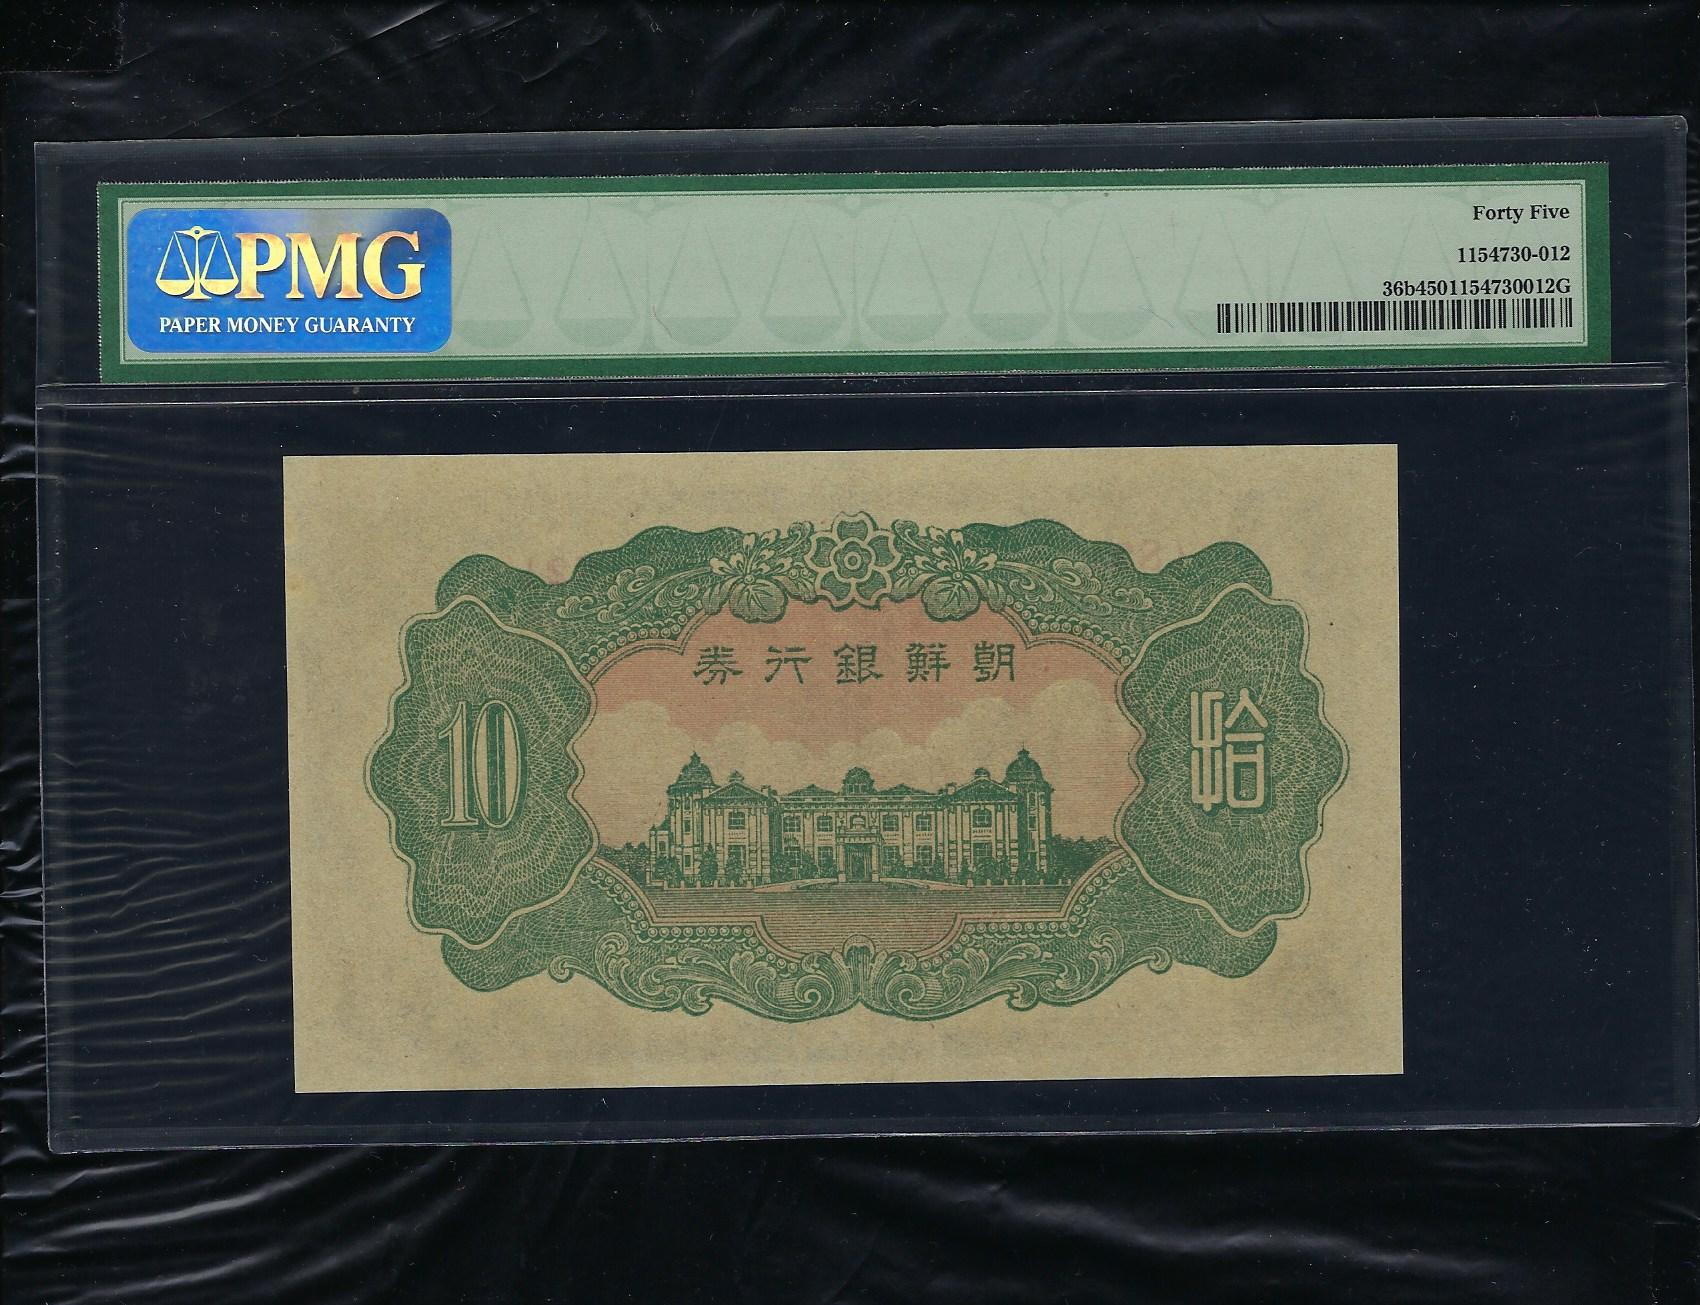 PMG
PAPER MONEY GUARANTY
Forty Five
1154730-012
36b4501154730012G
券行銀鮮朝
10
拾